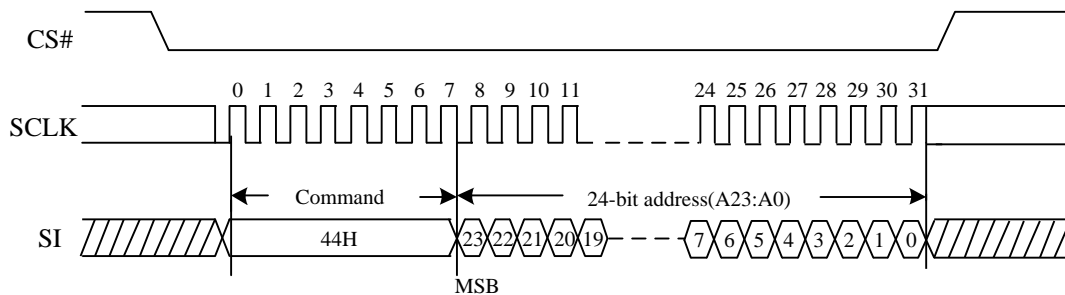 CS#
0 1 2 3 4 5 6 7 8 9 10 11 24 25 26 27 28 29 30 31
SCLK
Command 24-bit address(A23:A0)
SI 44H 23 22 21 20 19 7 6 5 4 3 2 1 0
MSB